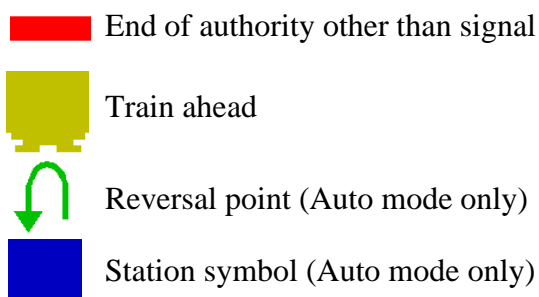 End of authority other than signal
Train ahead
Reversal point (Auto mode only)
Station symbol (Auto mode only)